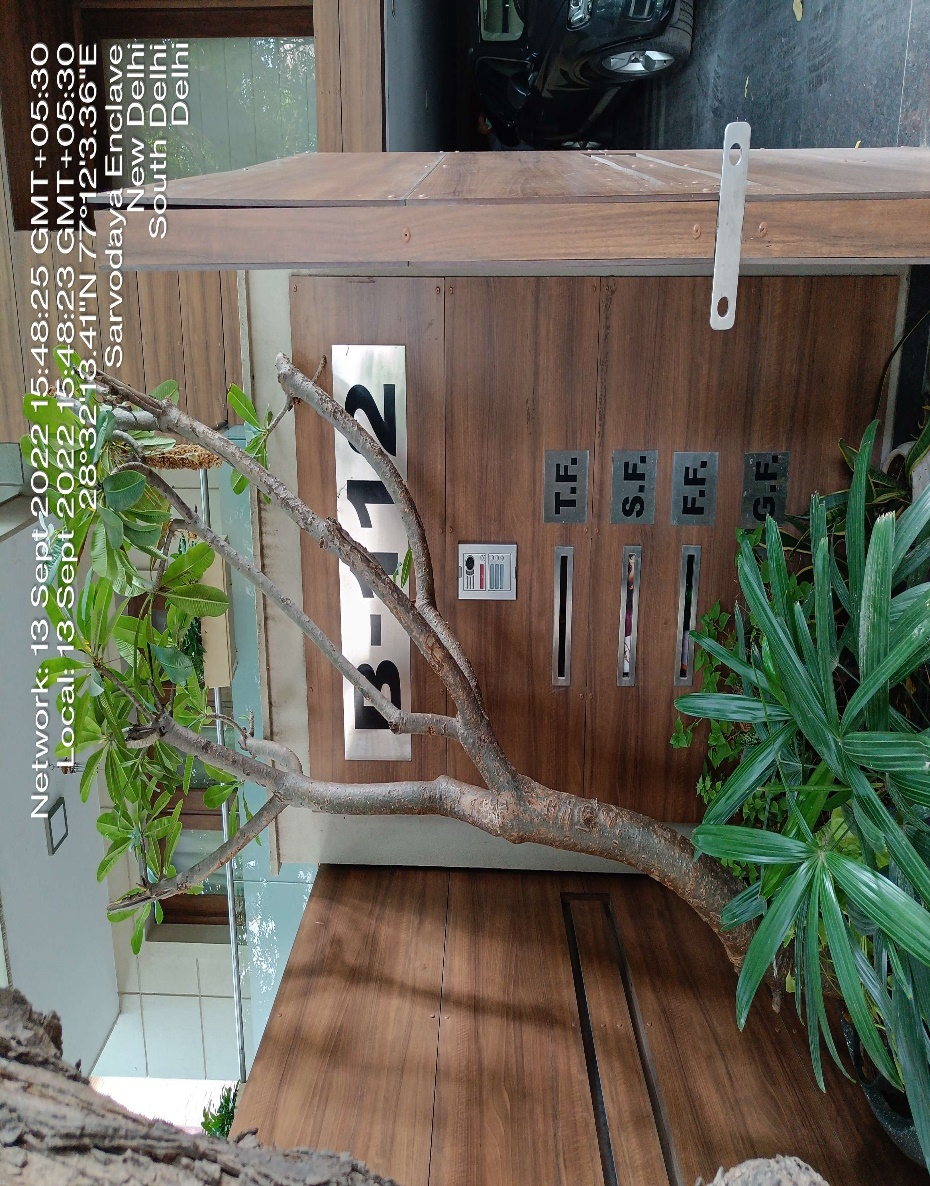 Network: 13 Sept 2022 15:48:25 GMT+05:30
Local: 13 Sept 2022 15:48:23 GMT+05:30
28°32'13.41"N 77°12'3.36"E
Sarvodaya Enclave
New Delhi
South Delhi
Delhi
B-112
T.F.
S.F.
F.F.
G.F.